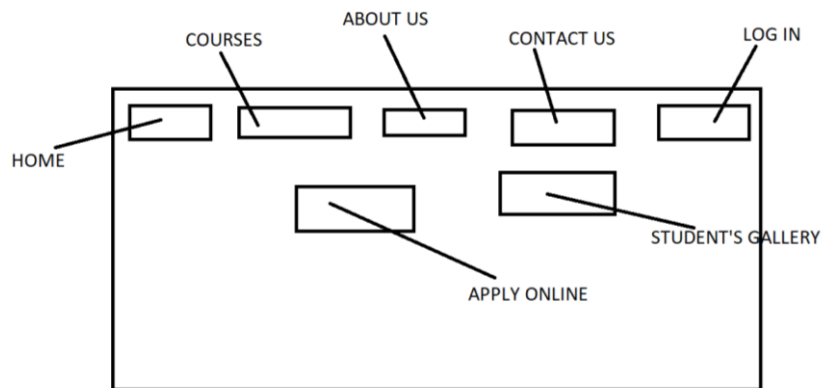 ABOUT US
COURSES
CONTACT US
LOG IN
HOME
STUDENT'S GALLERY
APPLY ONLINE